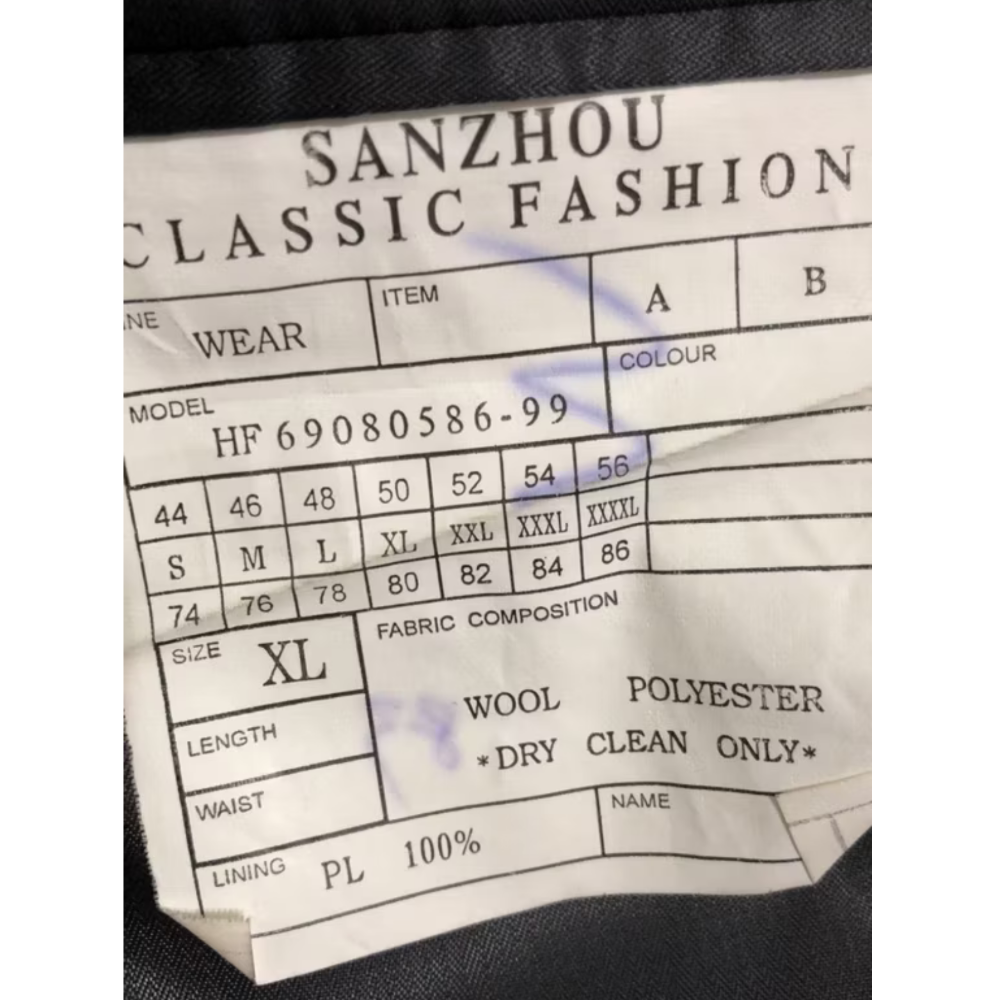 SANZHOU
CLASSIC FASHION
NE WEAR ITEM A B
MODEL HF 69080586-99 COLOUR
44 46 48 50 52 54 56
S M L XL XXL XXXL XXXXL
74 76 78 80 82 84 86
SIZE XL FABRIC COMPOSITION
WOOL POLYESTER
LENGTH
*DRY CLEAN ONLY*
WAIST
LINING PL 100% NAME